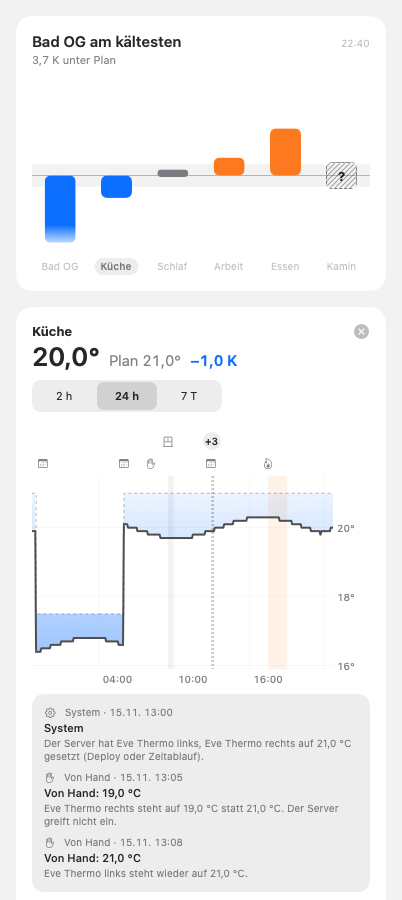 Bad OG am kältesten
22:40
3,7 K unter Plan
?
Bad OG Küche Schlaf Arbeit Essen Kamin
Küche
20,0° Plan 21,0° −1,0 K
2 h 24 h 7 T
+3
20°
18°
16°
04:00 10:00 16:00
System · 15.11. 13:00
System
Der Server hat Eve Thermo links, Eve Thermo rechts auf 21,0 °C
gesetzt (Deploy oder Zeitablauf).
Von Hand · 15.11. 13:05
Von Hand: 19,0 °C
Eve Thermo rechts steht auf 19,0 °C statt 21,0 °C. Der Server
greift nicht ein.
Von Hand · 15.11. 13:08
Von Hand: 21,0 °C
Eve Thermo links steht wieder auf 21,0 °C.